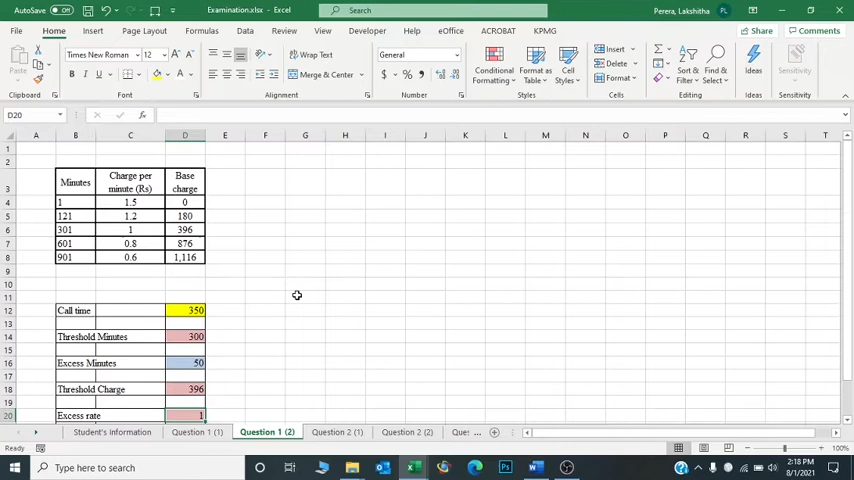 AutoSave Off Examination.xlsx - Excel Search Perera, Lakshitha PL
File Home Insert Page Layout Formulas Data Review View Developer Help eOffice ACROBAT KPMG Share Comments
Times New Roman 12 Wrap Text General Insert
Paste Merge & Center Conditional Formatting Format as Table Cell Styles Delete Format Sort & Filter Find & Select Ideas Sensitivity
Clipboard Font Alignment Number Styles Cells Editing Ideas Sensitivity
D20
A B C D E F G H I J K L M N O P Q R S T
1
2
3 Minutes Charge per minute (Rs) Base charge
4 1 1.5 0
5 121 1.2 180
6 301 1 396
7 601 0.8 876
8 901 0.6 1,116
9
10
11
12 Call time 350
13
14 Threshold Minutes 300
15
16 Excess Minutes 50
17
18 Threshold Charge 396
19
20 Excess rate 1
Student's information Question 1 (1) Question 1 (2) Question 2 (1) Question 2 (2) Que: ...
Ready 100%
Type here to search 2:18 PM
8/1/2021